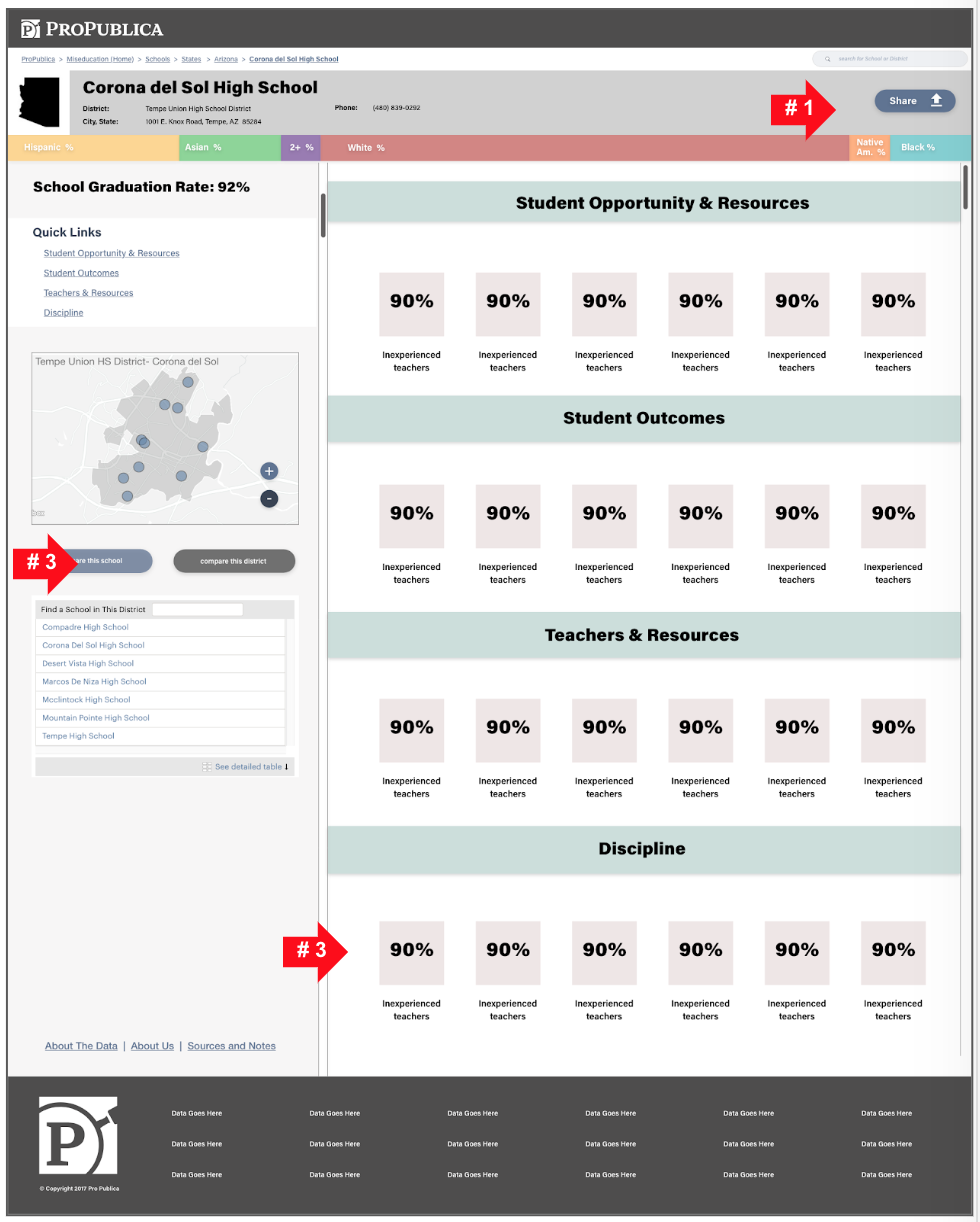 PROPUBLICA
ProPublica > Miseducation (Home) > Schools > States > Arizona > Corona del Sol High School
search for School or District
Corona del Sol High School
District: Tempe Union High School District
Phone: (480) 839-0292
City, State: 1001 E. Knox Road, Tempe, AZ 85284
# 1
Share
Hispanic %
Asian %
2+ %
White %
Native
Am. %
Black %
School Graduation Rate: 92%
Quick Links
Student Opportunity & Resources
Student Outcomes
Teachers & Resources
Discipline
Tempe Union HS District- Corona del Sol
+
-
# 3
are this school
compare this district
Find a School in This District
Compadre High School
Corona Del Sol High School
Desert Vista High School
Marcos De Niza High School
Mcclintock High School
Mountain Pointe High School
Tempe High School
See detailed table
Student Opportunity & Resources
90% 90% 90% 90% 90% 90%
Inexperienced Inexperienced Inexperienced Inexperienced Inexperienced Inexperienced
teachers teachers teachers teachers teachers teachers
Student Outcomes
90% 90% 90% 90% 90% 90%
Inexperienced Inexperienced Inexperienced Inexperienced Inexperienced Inexperienced
teachers teachers teachers teachers teachers teachers
Teachers & Resources
90% 90% 90% 90% 90% 90%
Inexperienced Inexperienced Inexperienced Inexperienced Inexperienced Inexperienced
teachers teachers teachers teachers teachers teachers
Discipline
# 3
90% 90% 90% 90% 90% 90%
Inexperienced Inexperienced Inexperienced Inexperienced Inexperienced Inexperienced
teachers teachers teachers teachers teachers teachers
About The Data | About Us | Sources and Notes
Data Goes Here Data Goes Here Data Goes Here Data Goes Here Data Goes Here Data Goes Here
Data Goes Here Data Goes Here Data Goes Here Data Goes Here Data Goes Here Data Goes Here
Data Goes Here Data Goes Here Data Goes Here Data Goes Here Data Goes Here Data Goes Here
© Copyright 2017 Pro Publica